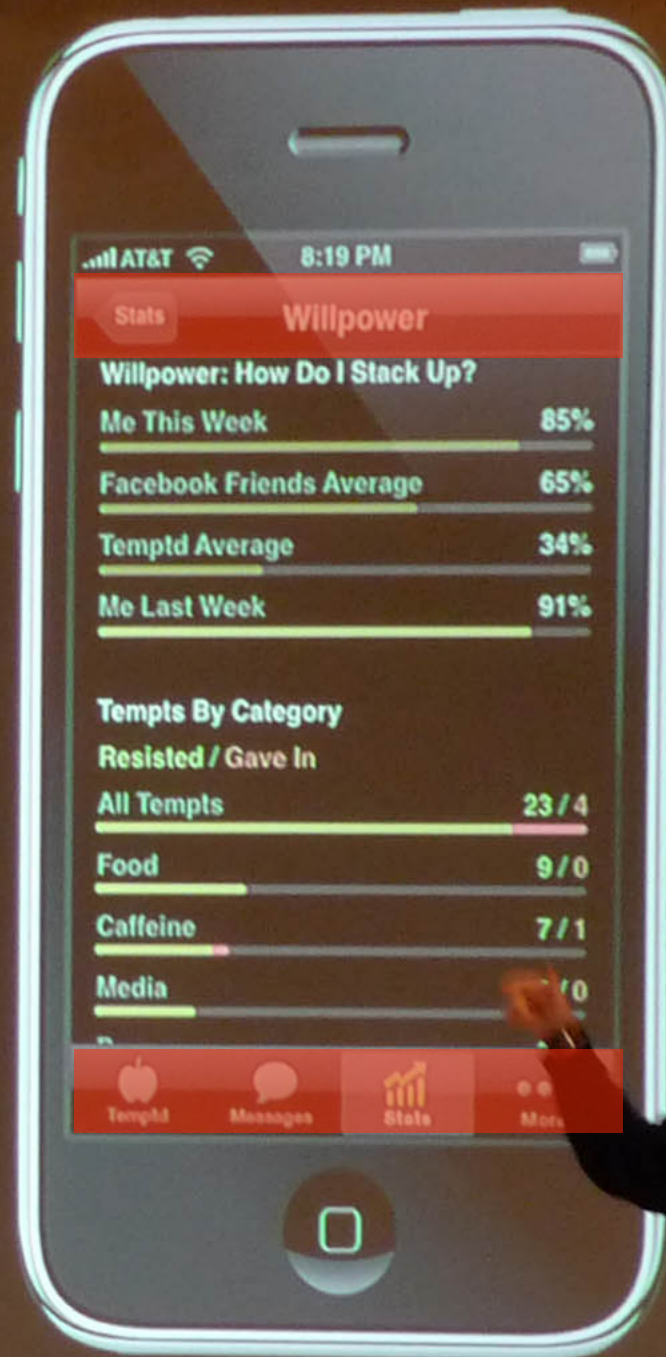 AT&T 8:19 PM
Stats Willpower
Willpower: How Do I Stack Up?
Me This Week 85%
Facebook Friends Average 65%
Temptd Average 34%
Me Last Week 91%
Tempts By Category
Resisted / Gave In
All Tempts 23 / 4
Food 9 / 0
Caffeine 7 / 1
Media / 0
Temptd Messages Stats